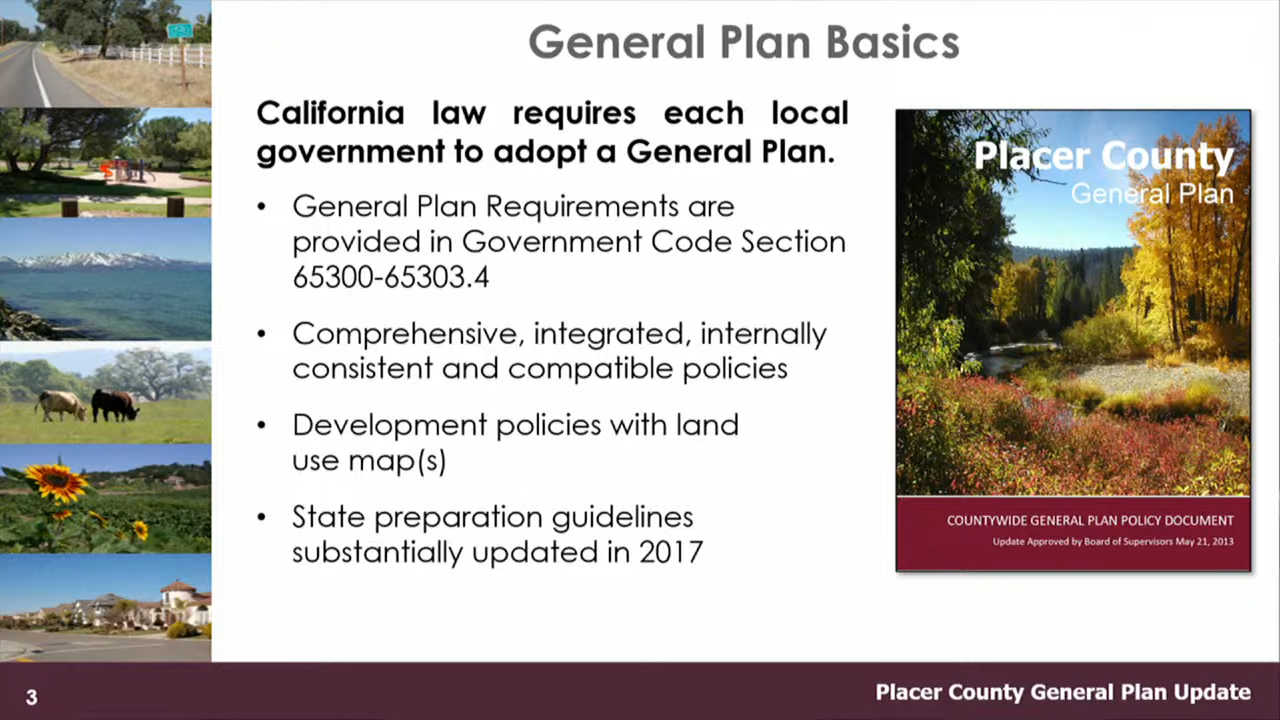 General Plan Basics
California law requires each local
government to adopt a General Plan.
• General Plan Requirements are
provided in Government Code Section
65300-65303.4
• Comprehensive, integrated, internally
consistent and compatible policies
• Development policies with land
use map(s)
• State preparation guidelines
substantially updated in 2017
Placer County
General Plan
COUNTYWIDE GENERAL PLAN POLICY DOCUMENT
Update Approved by Board of Supervisors May 21, 2013
3
Placer County General Plan Update